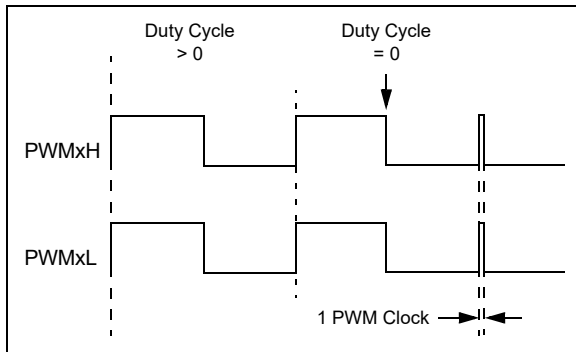 Duty Cycle
> 0
Duty Cycle
= 0
PWMxH
PWMxL
1 PWM Clock